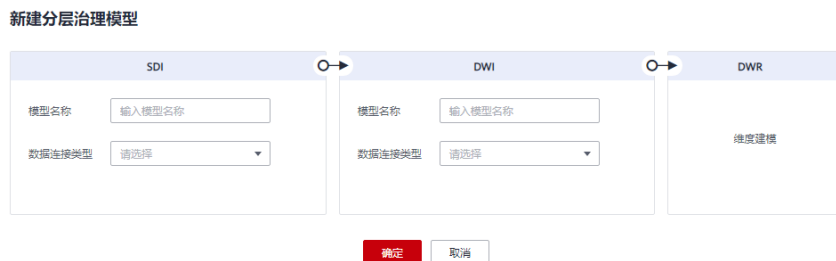 新建分层治理模型
SDI
DWI
DWR
模型名称 输入模型名称
模型名称 输入模型名称
数据连接类型 请选择
数据连接类型 请选择
维度建模
确定 取消